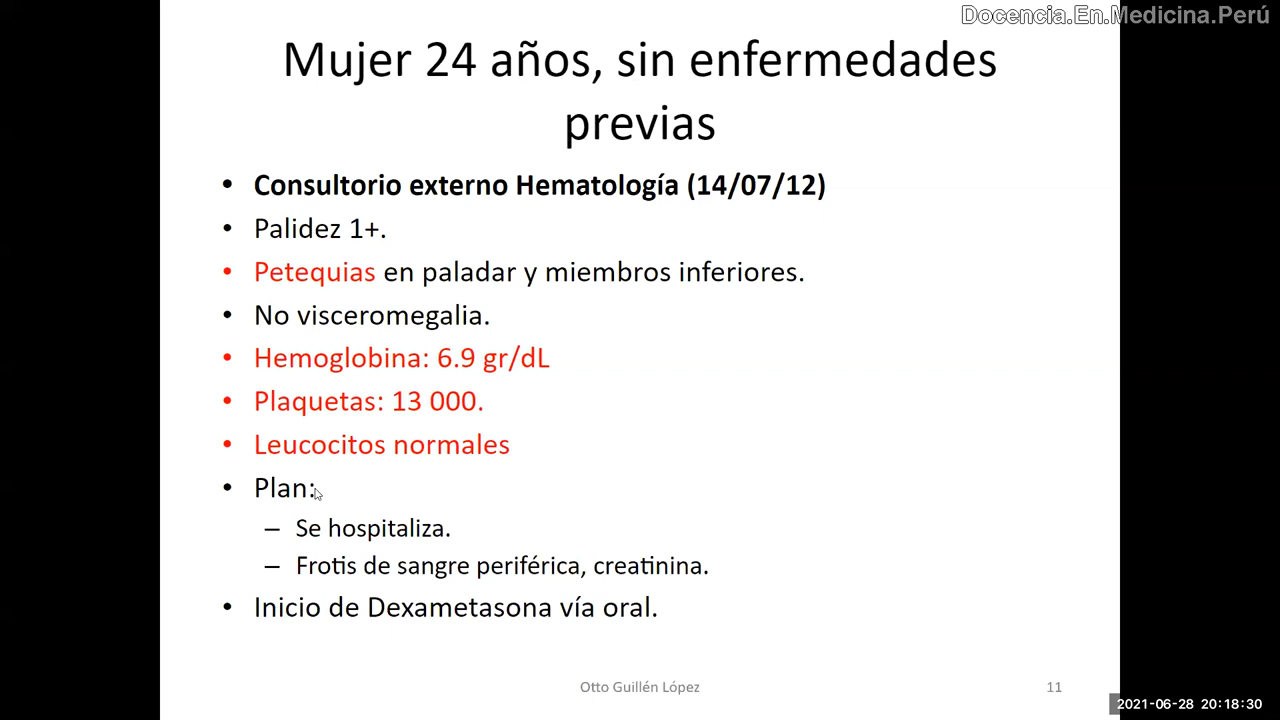 Docencia.En.Medicina.Perú
Mujer 24 años, sin enfermedades
previas
• Consultorio externo Hematología (14/07/12)
• Palidez 1+.
• Petequias en paladar y miembros inferiores.
• No visceromegalia.
• Hemoglobina: 6.9 gr/dL
• Plaquetas: 13 000.
• Leucocitos normales
• Plan:
– Se hospitaliza.
– Frotis de sangre periférica, creatinina.
• Inicio de Dexametasona vía oral.
Otto Guillén López
11
2021-06-28 20:18:30